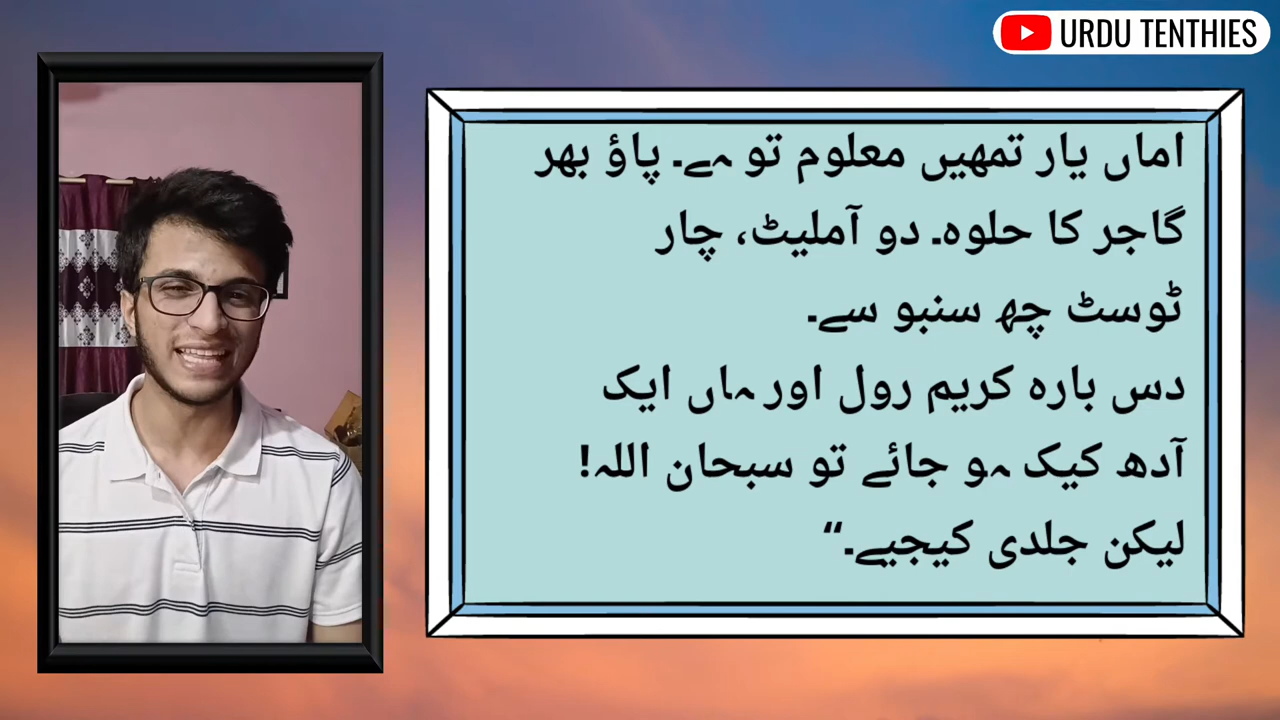 URDU TENTHIES
اماں یار تمھیں معلوم تو ہے۔ پاؤ بھر
گاجر کا حلوہ۔ دو آملیٹ، چار
ٹوسٹ چھ سنبو سے۔
دس بارہ کریم رول اور ہاں ایک
آدھ کیک ہو جائے تو سبحان اللہ!
لیکن جلدی کیجیے۔“